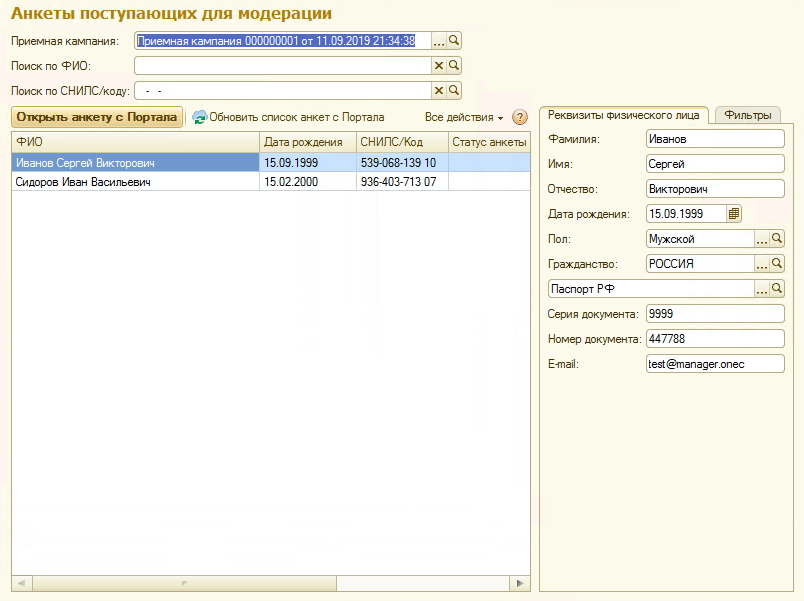 Анкеты поступающих для модерации
Приемная кампания: Приемная кампания 000000001 от 11.09.2019 21:34:38 ...
Поиск по ФИО:
Поиск по СНИЛС/коду: - -
Открыть анкету с Портала Обновить список анкет с Портала Все действия ?
ФИО Дата рождения СНИЛС/Код Статус анкеты
Иванов Сергей Викторович 15.09.1999 539-068-139 10
Сидоров Иван Васильевич 15.02.2000 936-403-713 07
Реквизиты физического лица Фильтры
Фамилия: Иванов
Имя: Сергей
Отчество: Викторович
Дата рождения: 15.09.1999
Пол: Мужской ...
Гражданство: РОССИЯ ...
Паспорт РФ ...
Серия документа: 9999
Номер документа: 447788
E-mail: test@manager.onec